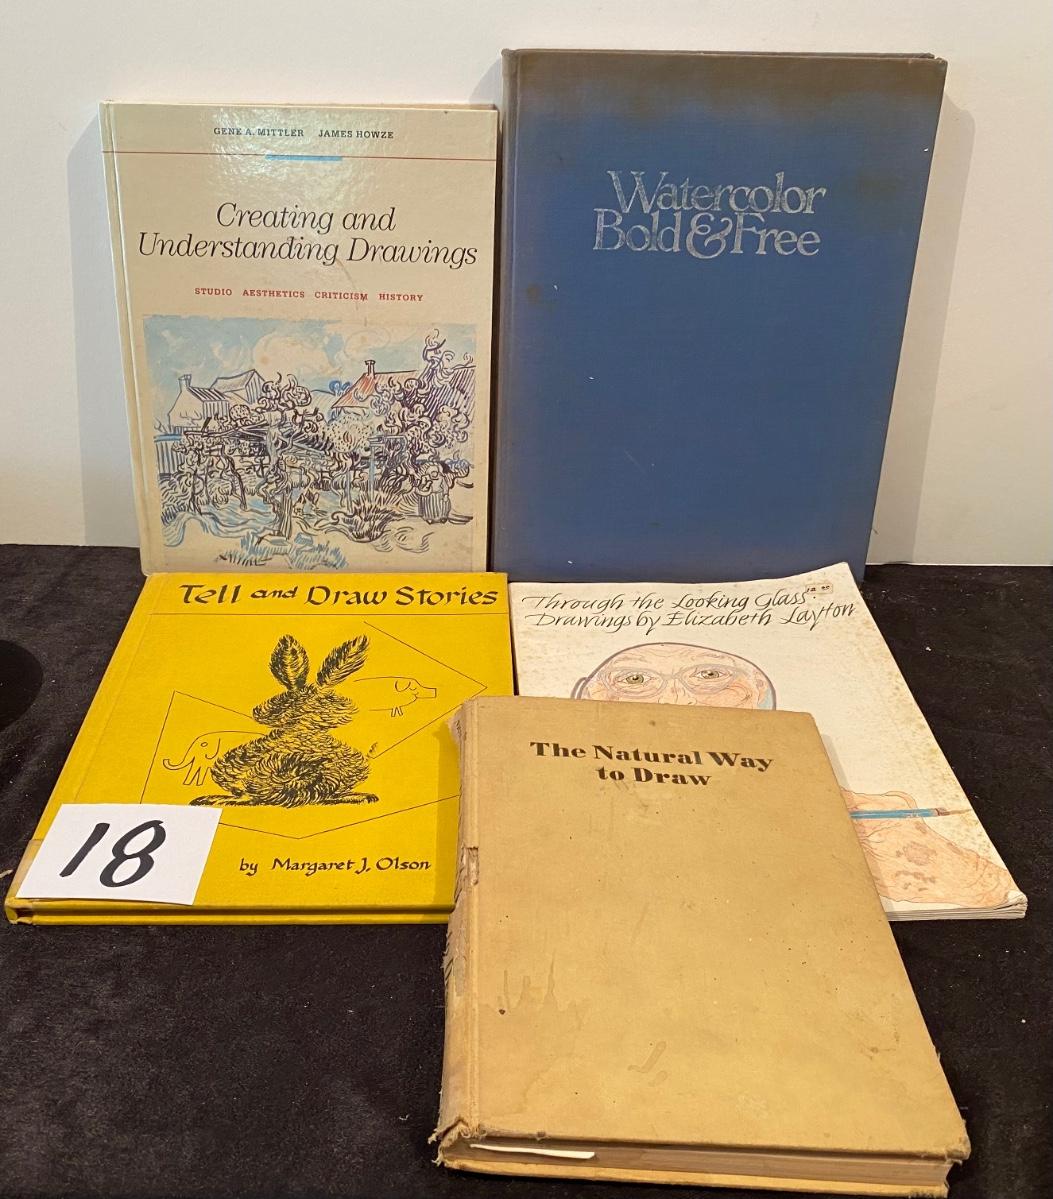 GENE A. MITTLER JAMES HOWZE
Creating and
Understanding Drawings
STUDIO AESTHETICS CRITICISM HISTORY
Watercolor
Bold & Free
Tell and Draw Stories
by Margaret J. Olson
18
Through the Looking Glass:
Drawings by Elizabeth Layton
The Natural Way
to Draw